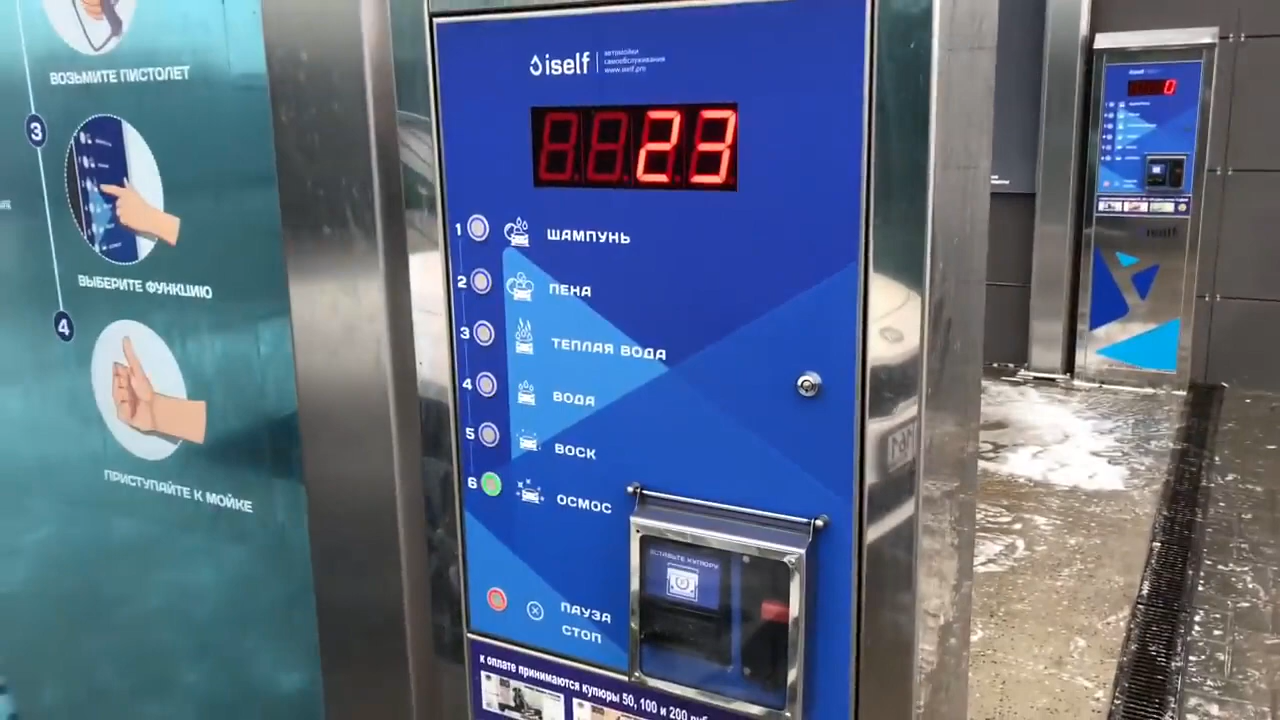 ВОЗЬМИТЕ ПИСТОЛЕТ
3
ВЫБЕРИТЕ ФУНКЦИЮ
4
ПРИСТУПАЙТЕ К МОЙКЕ
iself
автомойки
самообслуживания
www.iself.pro
23
1 ШАМПУНЬ
2 ПЕНА
3 ТЕПЛАЯ ВОДА
4 ВОДА
5 ВОСК
6 ОСМОС
ВСТАВЬТЕ КУПЮРУ
ПАУЗА
СТОП
к оплате принимаются купюры 50, 100 и 200 руб
iself
0
iself